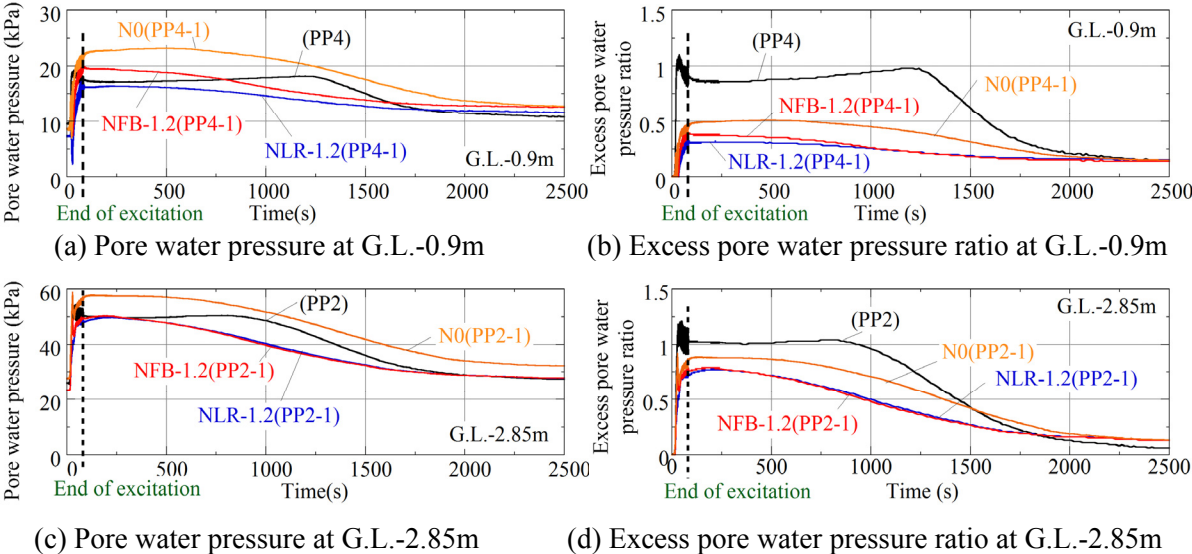 Pore water pressure (kPa)
30
20
10
0
N0(PP4-1)
(PP4)
NFB-1.2(PP4-1)
NLR-1.2(PP4-1)
G.L.-0.9m
0 500 1000 1500 2000 2500
End of excitation
Time(s)
(a) Pore water pressure at G.L.-0.9m
Excess pore water
pressure ratio
1.5
1
0.5
0
G.L.-0.9m
(PP4)
N0(PP4-1)
NFB-1.2(PP4-1)
NLR-1.2(PP4-1)
0 500 1000 1500 2000 2500
End of excitation
Time (s)
(b) Excess pore water pressure ratio at G.L.-0.9m
Pore water pressure (kPa)
60
40
20
0
(PP2)
N0(PP2-1)
NFB-1.2(PP2-1)
NLR-1.2(PP2-1)
G.L.-2.85m
0 500 1000 1500 2000 2500
End of excitation
Time(s)
(c) Pore water pressure at G.L.-2.85m
Excess pore water
pressure ratio
1.5
1
0.5
0
G.L.-2.85m
(PP2)
N0(PP2-1)
NLR-1.2(PP2-1)
NFB-1.2(PP2-1)
0 500 1000 1500 2000 2500
End of excitation
Time(s)
(d) Excess pore water pressure ratio at G.L.-2.85m